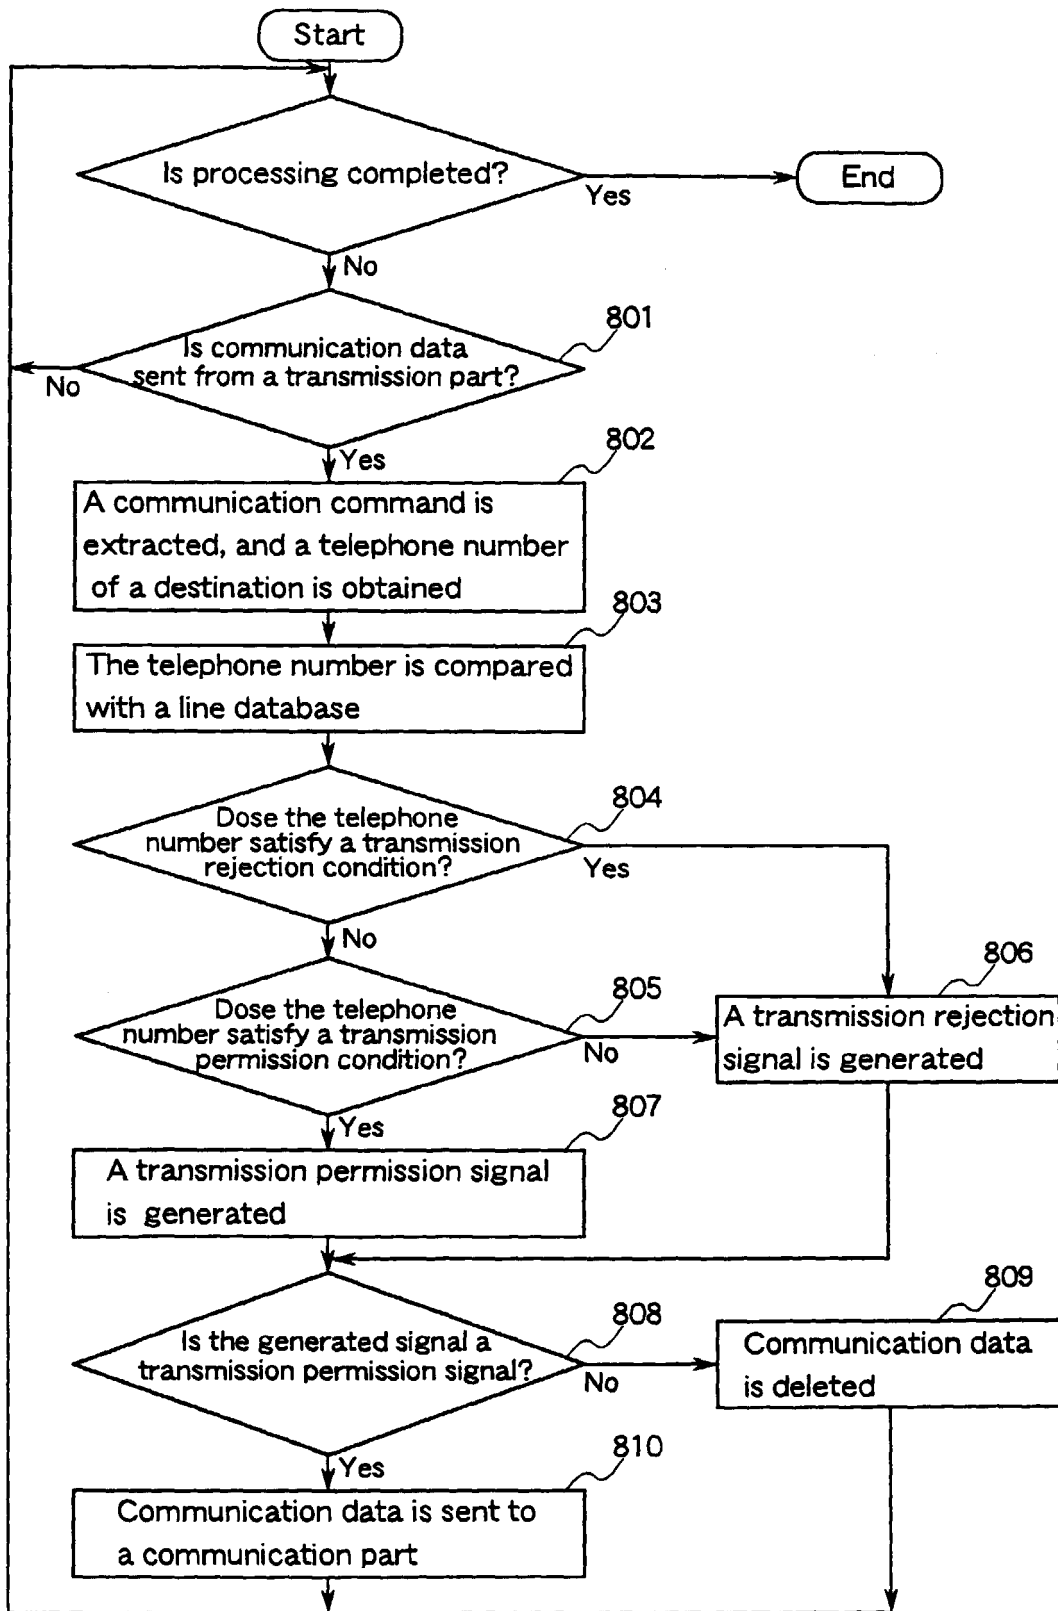 Start
Is processing completed?
Yes
End
No
801
Is communication data
sent from a transmission part?
No
Yes
802
A communication command is
extracted, and a telephone number
of a destination is obtained
803
The telephone number is compared
with a line database
804
Dose the telephone
number satisfy a transmission
rejection condition?
Yes
No
805
Dose the telephone
number satisfy a transmission
permission condition?
No
806
A transmission rejection
signal is generated
Yes
807
A transmission permission signal
is generated
808
Is the generated signal a
transmission permission signal?
No
809
Communication data
is deleted
Yes
810
Communication data is sent to
a communication part